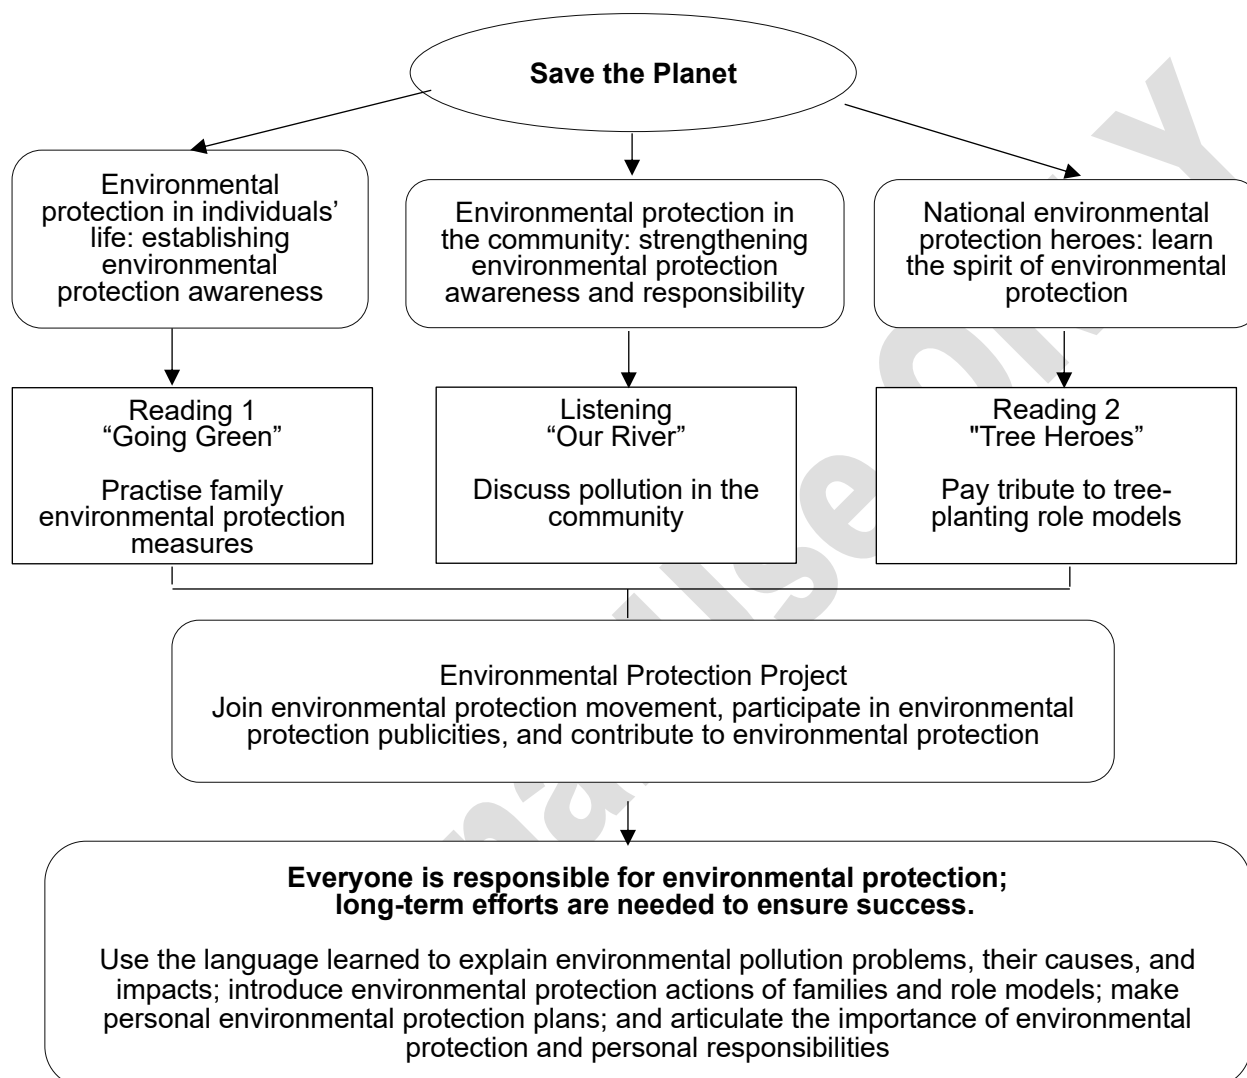 Save the Planet
Environmental
protection in individuals’
life: establishing
environmental
protection awareness
Environmental protection in
the community: strengthening
environmental protection
awareness and responsibility
National environmental
protection heroes: learn
the spirit of environmental
protection
Reading 1
“Going Green”
Practise family
environmental protection
measures
Listening
“Our River”
Discuss pollution in the
community
Reading 2
"Tree Heroes”
Pay tribute to tree-
planting role models
Environmental Protection Project
Join environmental protection movement, participate in environmental
protection publicities, and contribute to environmental protection
Everyone is responsible for environmental protection;
long-term efforts are needed to ensure success.
Use the language learned to explain environmental pollution problems, their causes, and
impacts; introduce environmental protection actions of families and role models; make
personal environmental protection plans; and articulate the importance of environmental
protection and personal responsibilities